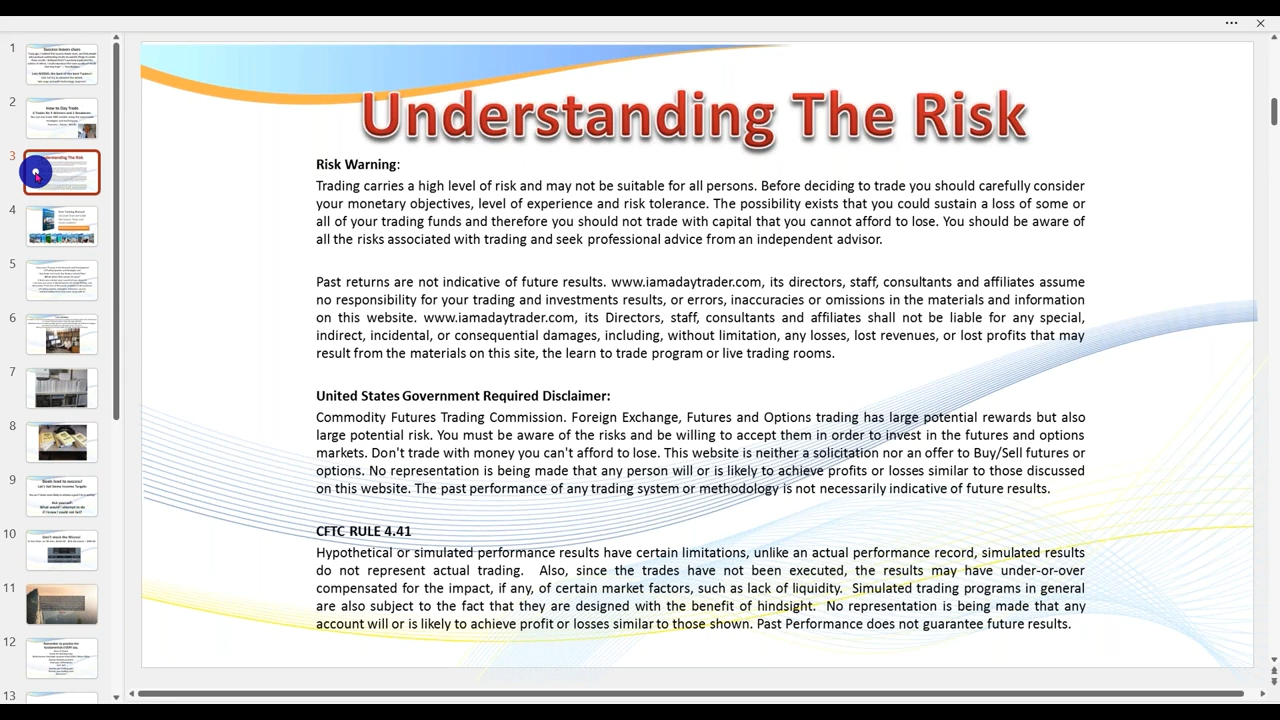 Understanding The Risk
Risk Warning:
Trading carries a high level of risk and may not be suitable for all persons. Before deciding to trade you should carefully consider
your monetary objectives, level of experience and risk tolerance. The possibility exists that you could sustain a loss of some or
all of your trading funds and therefore you should not trade with capital that you cannot afford to lose. You should be aware of
all the risks associated with trading and seek professional advice from an independent advisor.
Past returns are not indicative of future results. www.iamadaytrader.com, its directors, staff, consultants and affiliates assume
no responsibility for your trading and investments results, or errors, inaccuracies or omissions in the materials and information
on this website. www.iamadaytrader.com, its Directors, staff, consultants and affiliates shall not be liable for any special,
indirect, incidental, or consequential damages, including, without limitation, any losses, lost revenues, or lost profits that may
result from the materials on this site, the learn to trade program or live trading rooms.
United States Government Required Disclaimer:
Commodity Futures Trading Commission. Foreign Exchange, Futures and Options trading has large potential rewards but also
large potential risk. You must be aware of the risks and be willing to accept them in order to invest in the futures and options
markets. Don't trade with money you can't afford to lose. This website is neither a solicitation nor an offer to Buy/Sell futures or
options. No representation is being made that any person will or is likely to achieve profits or losses similar to those discussed
on this website. The past performance of any trading system or methodology is not necessarily indicative of future results.
CFTC RULE 4.41
Hypothetical or simulated performance results have certain limitations, unlike an actual performance record, simulated results
do not represent actual trading. Also, since the trades have not been executed, the results may have under-or-over
compensated for the impact, if any, of certain market factors, such as lack of liquidity. Simulated trading programs in general
are also subject to the fact that they are designed with the benefit of hindsight. No representation is being made that any
account will or is likely to achieve profit or losses similar to those shown. Past Performance does not guarantee future results.
1
Success leaves clues
2
How to Day Trade
3
Understanding The Risk
4
5
6
7
8
9
Doom tend to success?
10
Don't mock the Micros!
11
12
13